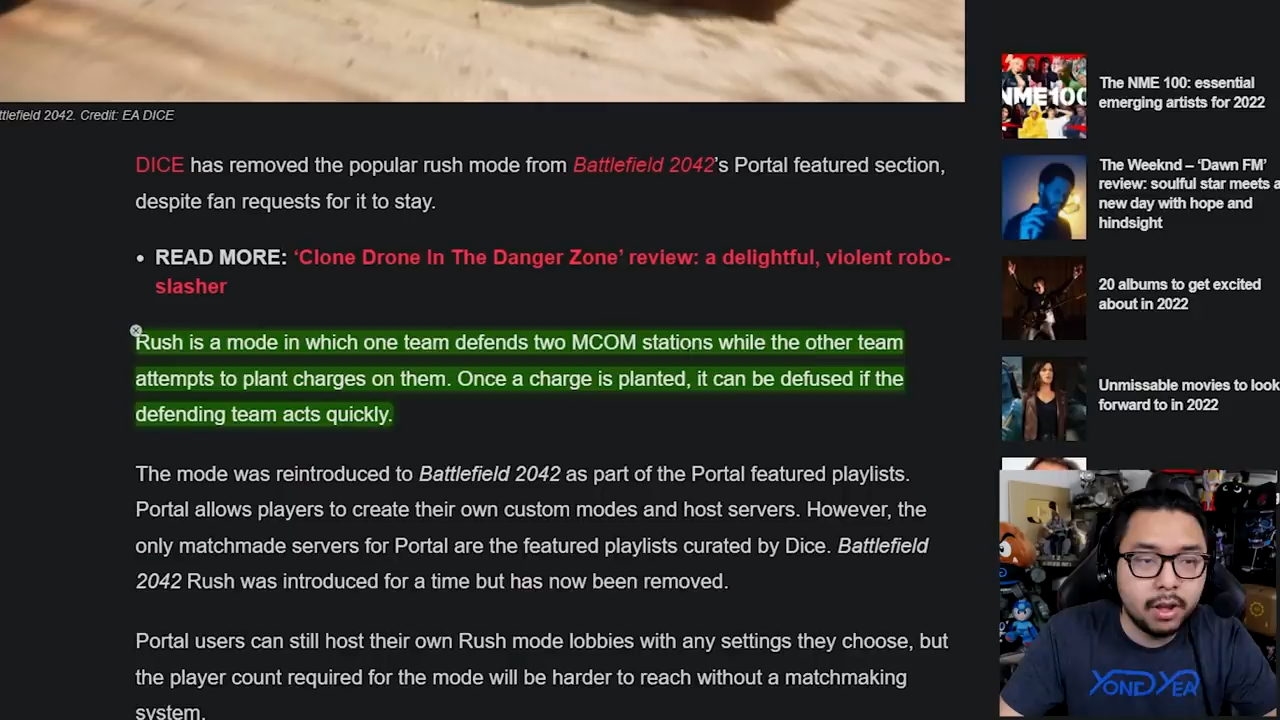 ttlefield 2042. Credit: EA DICE
DICE has removed the popular rush mode from Battlefield 2042's Portal featured section,
despite fan requests for it to stay.
• READ MORE: ‘Clone Drone In The Danger Zone’ review: a delightful, violent robo-
slasher
Rush is a mode in which one team defends two MCOM stations while the other team
attempts to plant charges on them. Once a charge is planted, it can be defused if the
defending team acts quickly.
The mode was reintroduced to Battlefield 2042 as part of the Portal featured playlists.
Portal allows players to create their own custom modes and host servers. However, the
only matchmade servers for Portal are the featured playlists curated by Dice. Battlefield
2042 Rush was introduced for a time but has now been removed.
Portal users can still host their own Rush mode lobbies with any settings they choose, but
the player count required for the mode will be harder to reach without a matchmaking
system.
NME100
The NME 100: essential
emerging artists for 2022
The Weeknd – ‘Dawn FM’
review: soulful star meets a
new day with hope and
hindsight
20 albums to get excited
about in 2022
Unmissable movies to look
forward to in 2022
YONGYEA